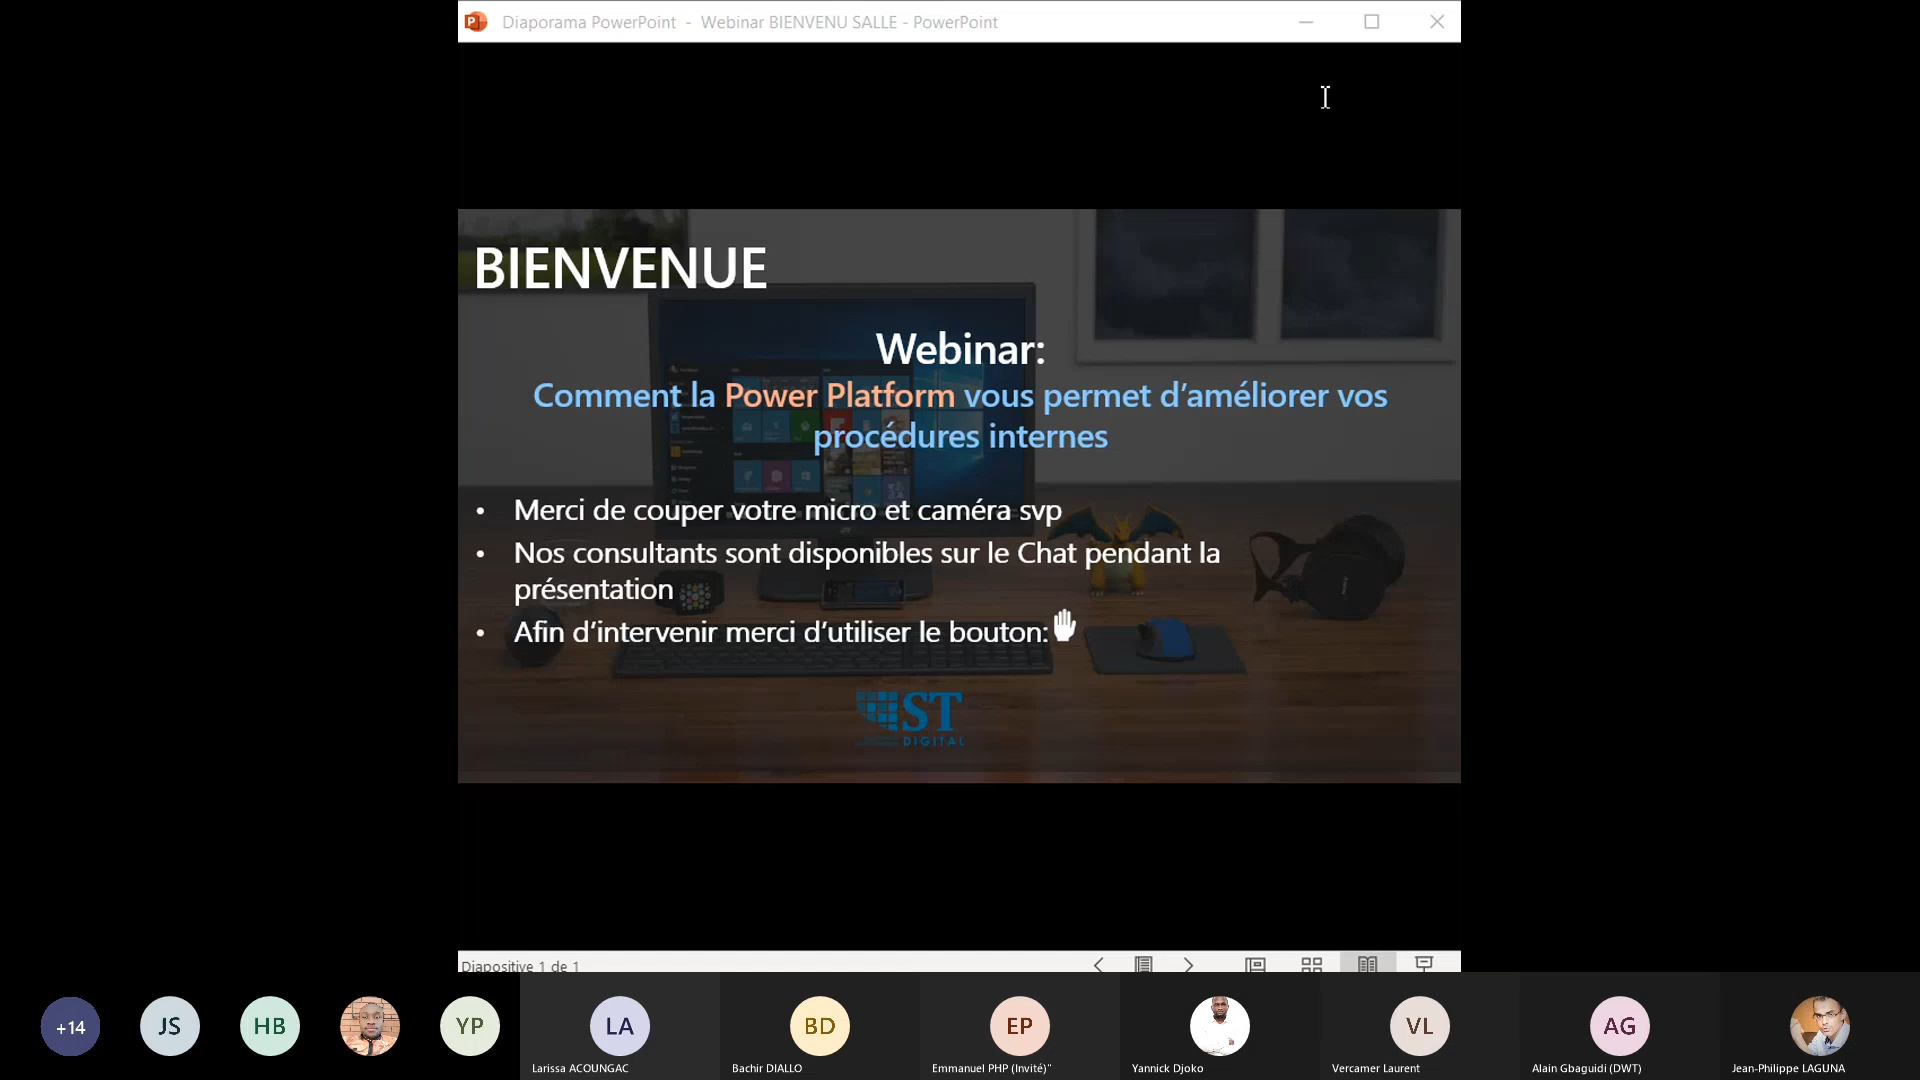 Diaporama PowerPoint - Webinar BIENVENU SALLE - PowerPoint
BIENVENUE
Webinar:
Comment la Power Platform vous permet d’améliorer vos
procédures internes
• Merci de couper votre micro et caméra svp
• Nos consultants sont disponibles sur le Chat pendant la
présentation
• Afin d’intervenir merci d’utiliser le bouton:
ST
DIGITAL
Diapositive 1 de 1
+14
JS
HB
YP
LA
BD
EP
VL
AG
Larissa ACOUNGAC
Bachir DIALLO
Emmanuel PHP (Invité)"
Yannick Djoko
Vercamer Laurent
Alain Gbaguidi (DWT)
Jean-Philippe LAGUNA